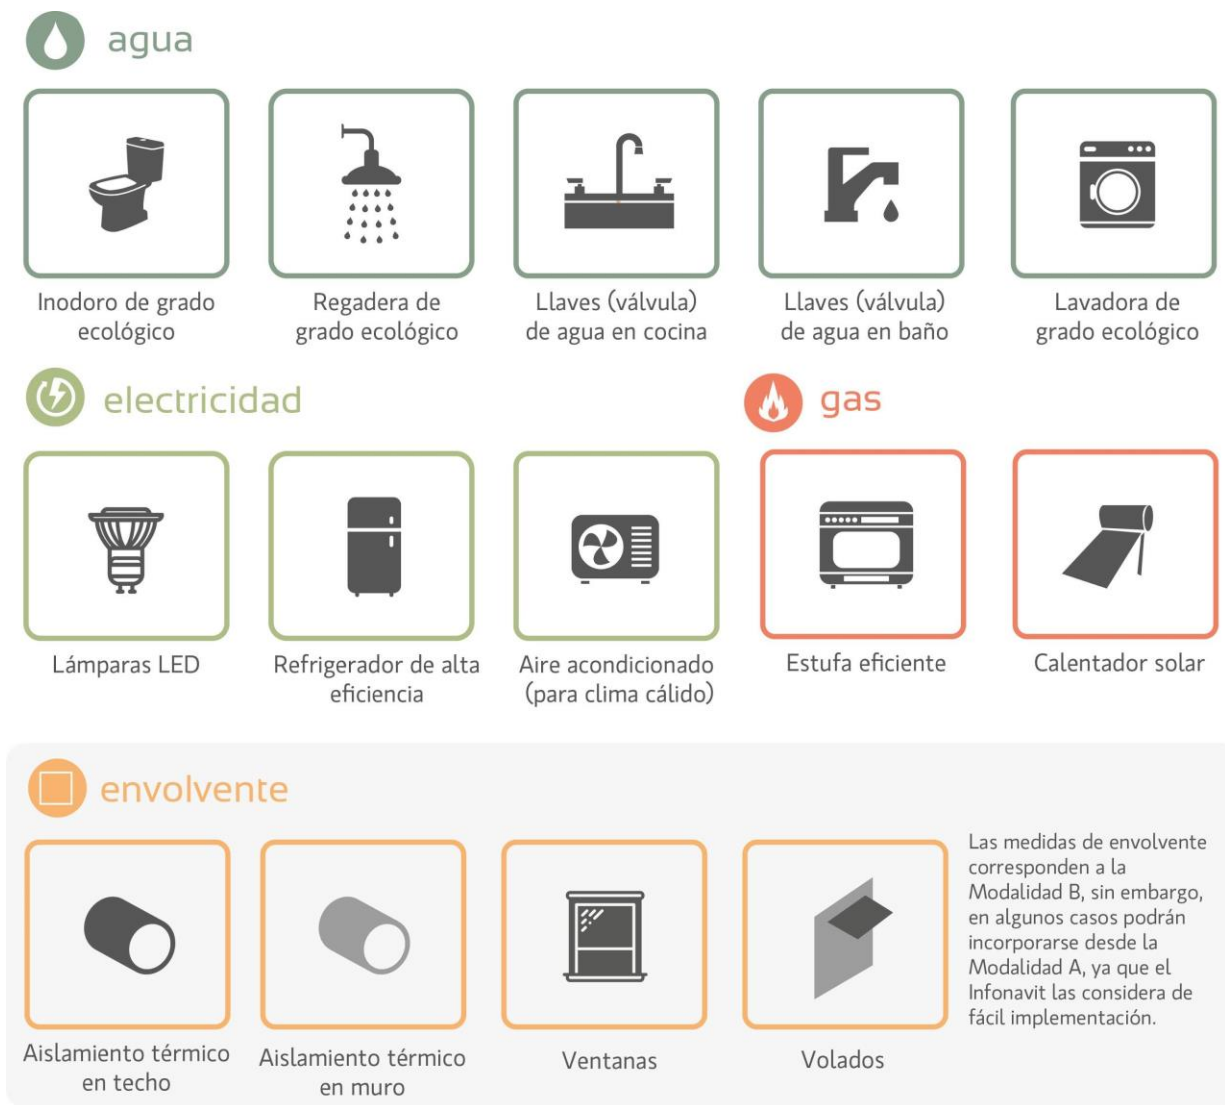 agua
Inodoro de grado
ecológico
Regadera de
grado ecológico
Llaves (válvula)
de agua en cocina
Llaves (válvula)
de agua en baño
Lavadora de
grado ecológico
electricidad
Lámparas LED
Refrigerador de alta
eficiencia
Aire acondicionado
(para clima cálido)
gas
Estufa eficiente
Calentador solar
envolvente
Aislamiento térmico
en techo
Aislamiento térmico
en muro
Ventanas
Volados
Las medidas de envolvente
corresponden a la
Modalidad B, sin embargo,
en algunos casos podrán
incorporarse desde la
Modalidad A, ya que el
Infonavit las considera de
fácil implementación.